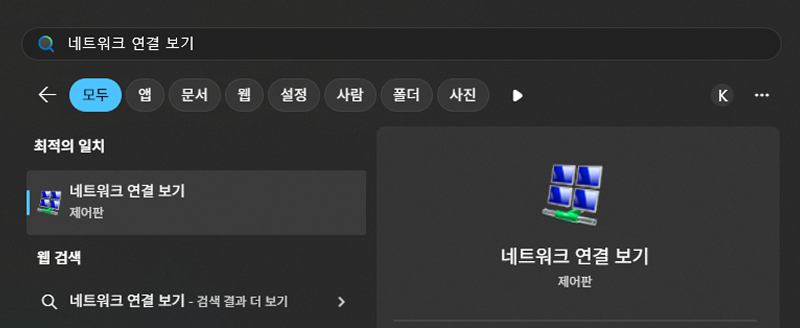 네트워크 연결 보기
모두 앱 문서 웹 설정 사람 폴더 사진 K
최적의 일치
네트워크 연결 보기
제어판
웹 검색
네트워크 연결 보기 - 검색 결과 더 보기
네트워크 연결 보기
제어판